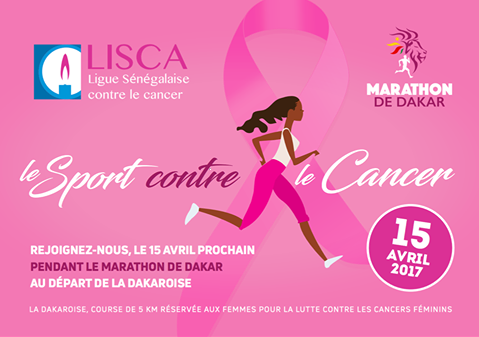 LISCA
Ligue Sénégalaise
contre le cancer
MARATHON
DE DAKAR
le Sport contre le Cancer
REJOIGNEZ-NOUS, LE 15 AVRIL PROCHAIN
PENDANT LE MARATHON DE DAKAR
AU DÉPART DE LA DAKAROISE
15
AVRIL
2017
LA DAKAROISE, COURSE DE 5 KM RÉSERVÉE AUX FEMMES POUR LA LUTTE CONTRE LES CANCERS FÉMININS